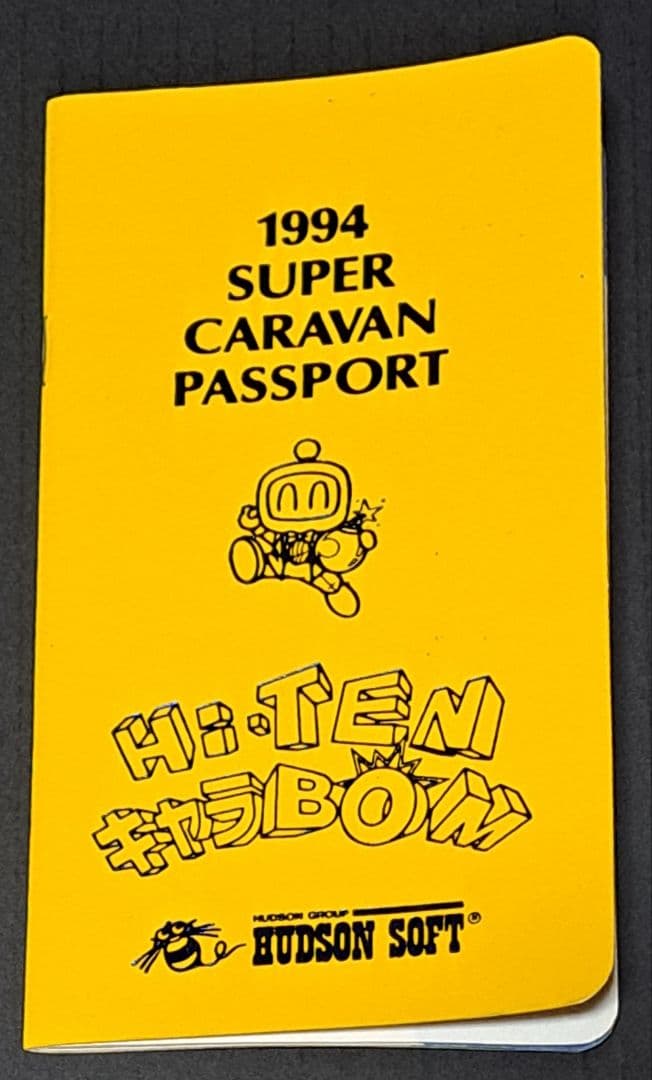 1994
SUPER
CARAVAN
PASSPORT
Hi-TEN
キャラBOM
HUDSON GROUP
HUDSON SOFT®